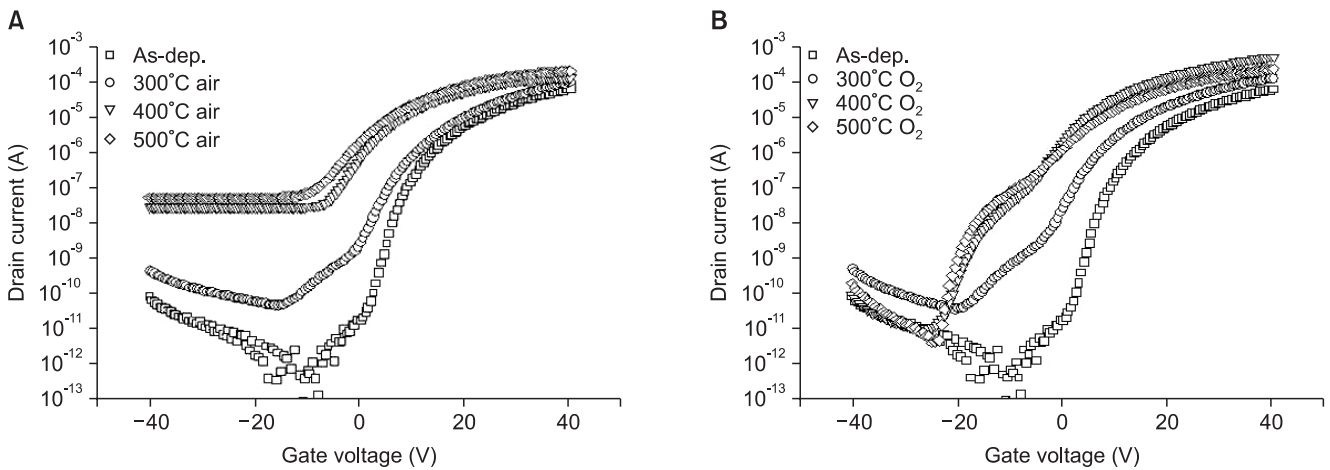 A
Drain current (A)
10⁻³
10⁻⁴
10⁻⁵
10⁻⁶
10⁻⁷
10⁻⁸
10⁻⁹
10⁻¹⁰
10⁻¹¹
10⁻¹²
10⁻¹³
As-dep.
300°C air
400°C air
500°C air
−40 −20 0 20 40
Gate voltage (V)
B
Drain current (A)
10⁻³
10⁻⁴
10⁻⁵
10⁻⁶
10⁻⁷
10⁻⁸
10⁻⁹
10⁻¹⁰
10⁻¹¹
10⁻¹²
10⁻¹³
As-dep.
300°C O₂
400°C O₂
500°C O₂
−40 −20 0 20 40
Gate voltage (V)